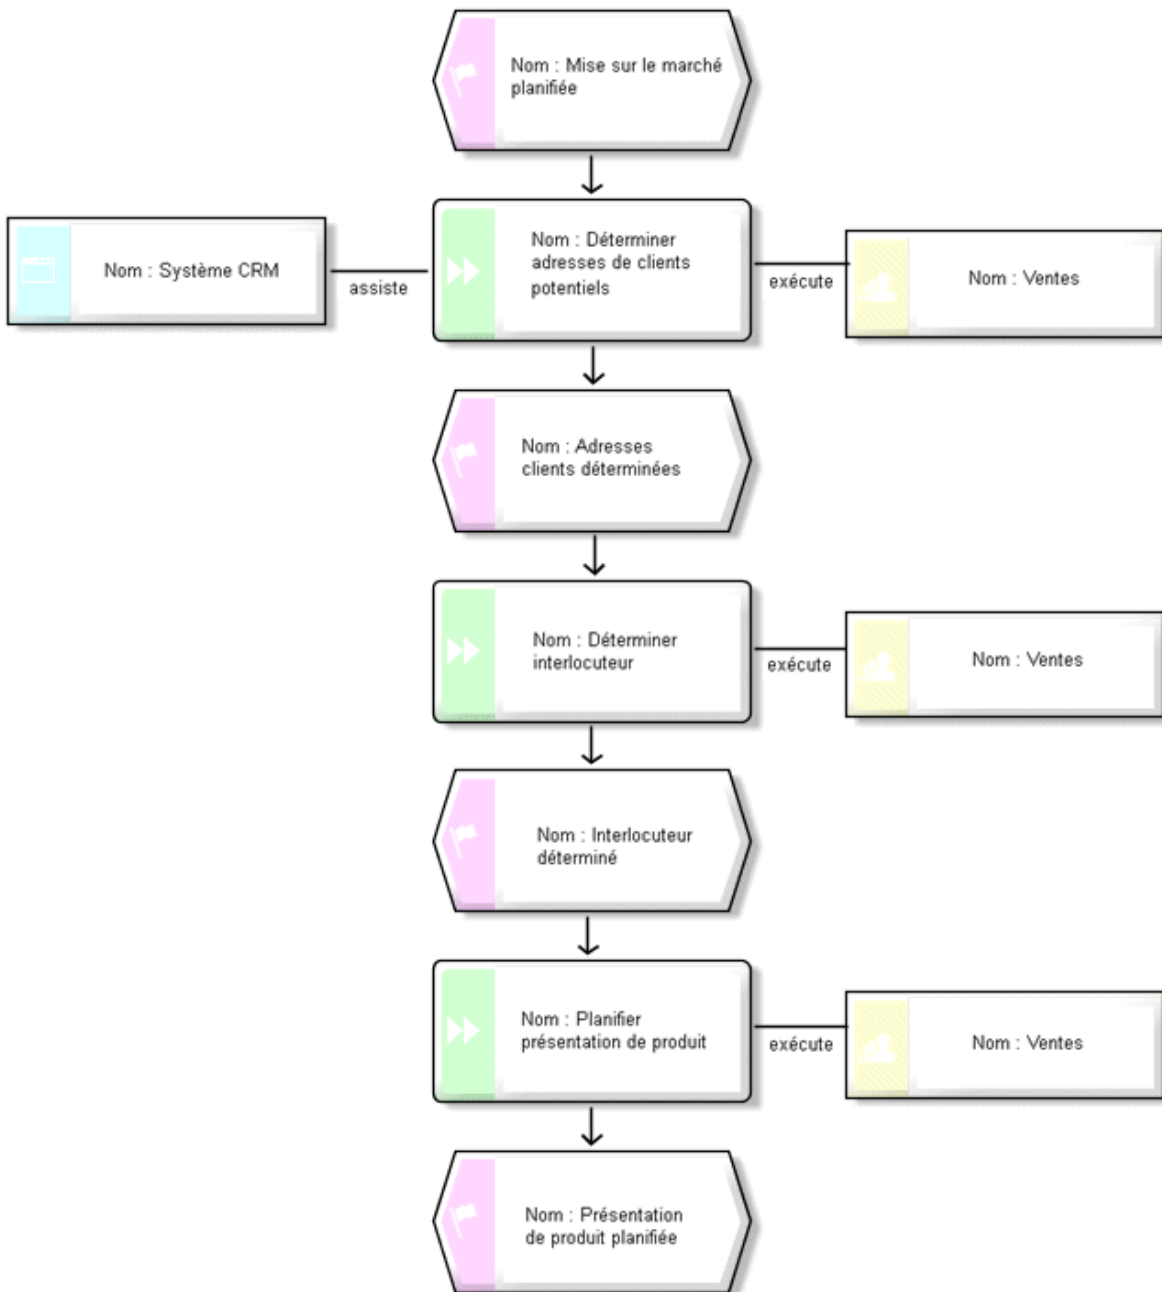 Nom : Mise sur le marché
planifiée
Nom : Système CRM
assiste
Nom : Déterminer
adresses de clients
potentiels
exécute
Nom : Ventes
Nom : Adresses
clients déterminées
Nom : Déterminer
interlocuteur
exécute
Nom : Ventes
Nom : Interlocuteur
déterminé
Nom : Planifier
présentation de produit
exécute
Nom : Ventes
Nom : Présentation
de produit planifiée